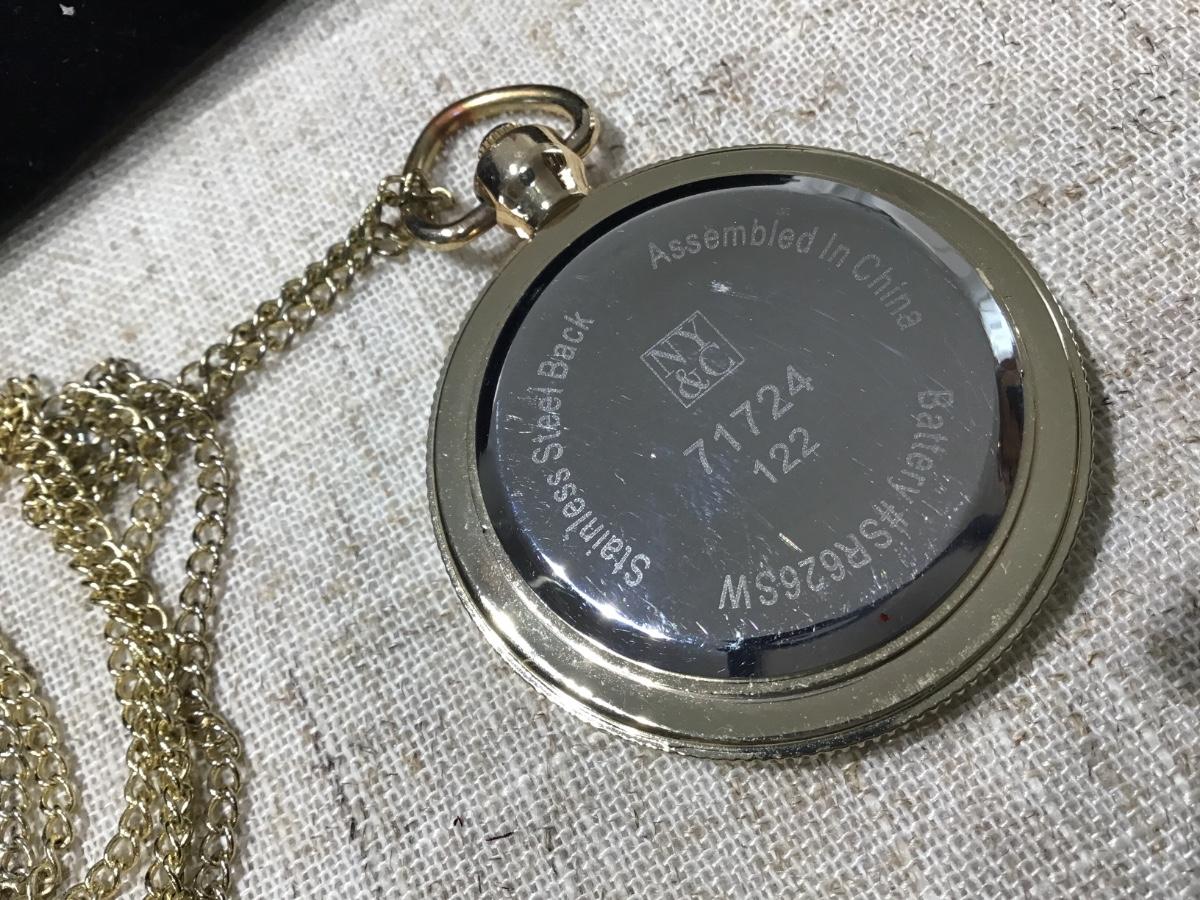 Assembled In China
NY
&C
71724
122
Battery #SR626SW
Stainless Steel Back